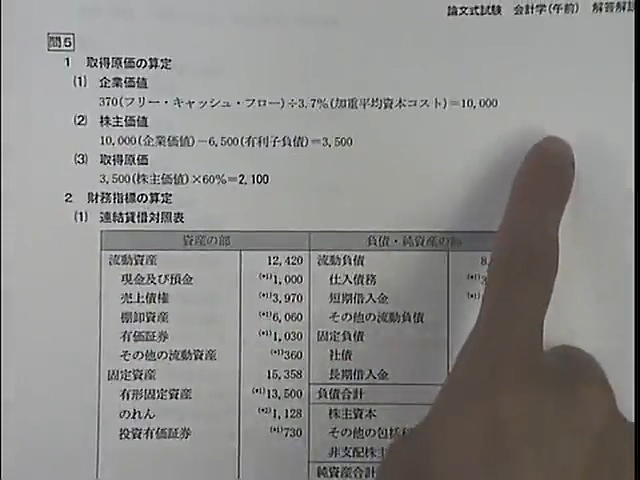 論文式試験 会計学(午前) 解答解説
問5
1 取得原価の算定
(1) 企業価値
370(フリー・キャッシュ・フロー)÷3.7%(加重平均資本コスト)=10,000
(2) 株主価値
10,000(企業価値)−6,500(有利子負債)=3,500
(3) 取得原価
3,500(株主価値)×60%=2,100
2 財務指標の算定
(1) 連結貸借対照表
資産の部 負債・純資産の部
流動資産 12,420 流動負債 8,
現金及び預金 (*1)1,000 仕入債務 (*1)3
売上債権 (*1)3,970 短期借入金 (*1)
棚卸資産 (*1)6,060 その他の流動負債
有価証券 (*1)1,030 固定負債
その他の流動資産 (*1)360 社債
固定資産 15,358 長期借入金
有形固定資産 (*1)13,500 負債合計
のれん (*2)1,128 株主資本
投資有価証券 (*1)730 その他の包括
非支配株主
純資産合計